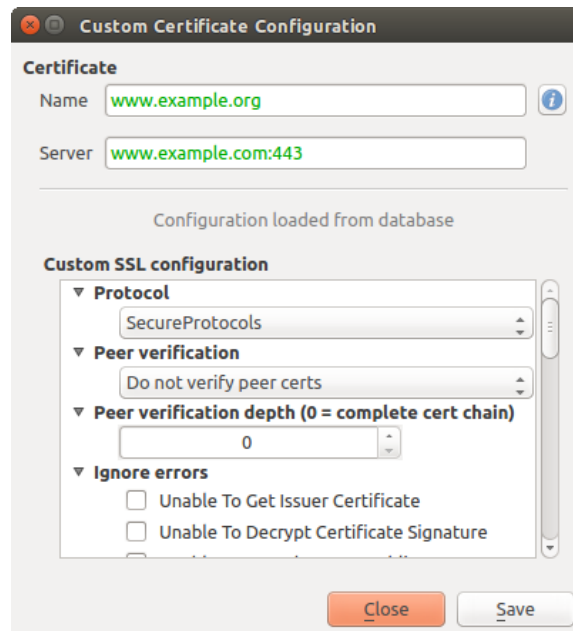 Custom Certificate Configuration
Certificate
Name www.example.org
Server www.example.com:443
Configuration loaded from database
Custom SSL configuration
Protocol
SecureProtocols
Peer verification
Do not verify peer certs
Peer verification depth (0 = complete cert chain)
0
Ignore errors
Unable To Get Issuer Certificate
Unable To Decrypt Certificate Signature
Close Save